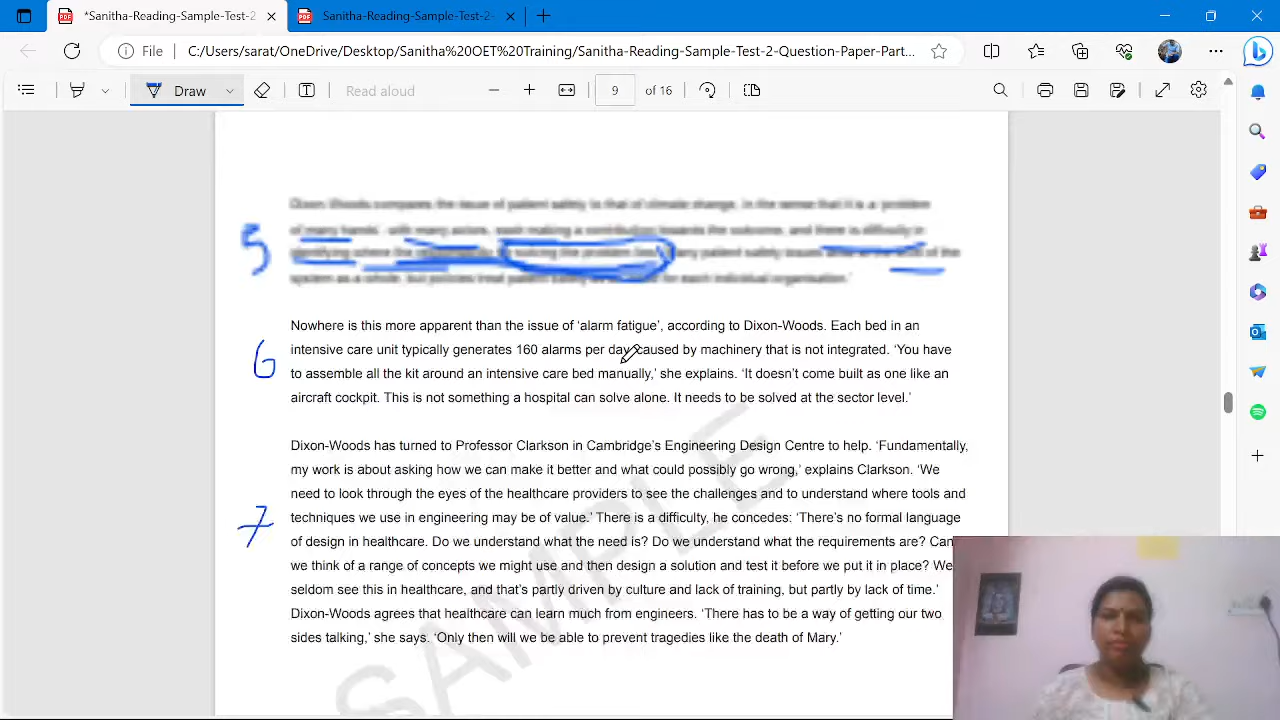 *Sanitha-Reading-Sample-Test-2
Sanitha-Reading-Sample-Test-2-
File C:/Users/sarat/OneDrive/Desktop/Sanitha%20OET%20Training/Sanitha-Reading-Sample-Test-2-Question-Paper-Part...
Draw Read aloud 9 of 16
5
Nowhere is this more apparent than the issue of ‘alarm fatigue’, according to Dixon-Woods. Each bed in an
intensive care unit typically generates 160 alarms per day caused by machinery that is not integrated. ‘You have
6
to assemble all the kit around an intensive care bed manually,’ she explains. ‘It doesn’t come built as one like an
aircraft cockpit. This is not something a hospital can solve alone. It needs to be solved at the sector level.’
Dixon-Woods has turned to Professor Clarkson in Cambridge’s Engineering Design Centre to help. ‘Fundamentally,
my work is about asking how we can make it better and what could possibly go wrong,’ explains Clarkson. ‘We
need to look through the eyes of the healthcare providers to see the challenges and to understand where tools and
7
techniques we use in engineering may be of value.’ There is a difficulty, he concedes: ‘There’s no formal language
of design in healthcare. Do we understand what the need is? Do we understand what the requirements are? Can
we think of a range of concepts we might use and then design a solution and test it before we put it in place? We
seldom see this in healthcare, and that’s partly driven by culture and lack of training, but partly by lack of time.’
Dixon-Woods agrees that healthcare can learn much from engineers. ‘There has to be a way of getting our two
sides talking,’ she says. ‘Only then will we be able to prevent tragedies like the death of Mary.’
SAMPLE